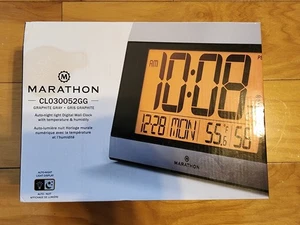 MARATHON
CL030052GG
GRAPHITE GRAY - GRIS GRAPHITE
Auto-night light Digital Wall Clock
with temperature & humidity
Auto-lumière nuit Horloge murale
numérique avec température et
à l'humidité
AM
10:08
12:28 MON 55.5 56
MARATHON